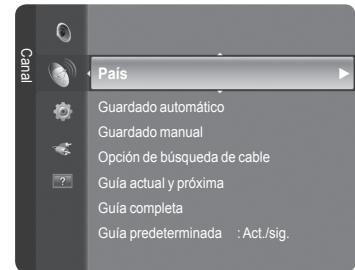 Canal
País
Guardado automático
Guardado manual
Opción de búsqueda de cable
Guía actual y próxima
Guía completa
Guía predeterminada : Act./sig.